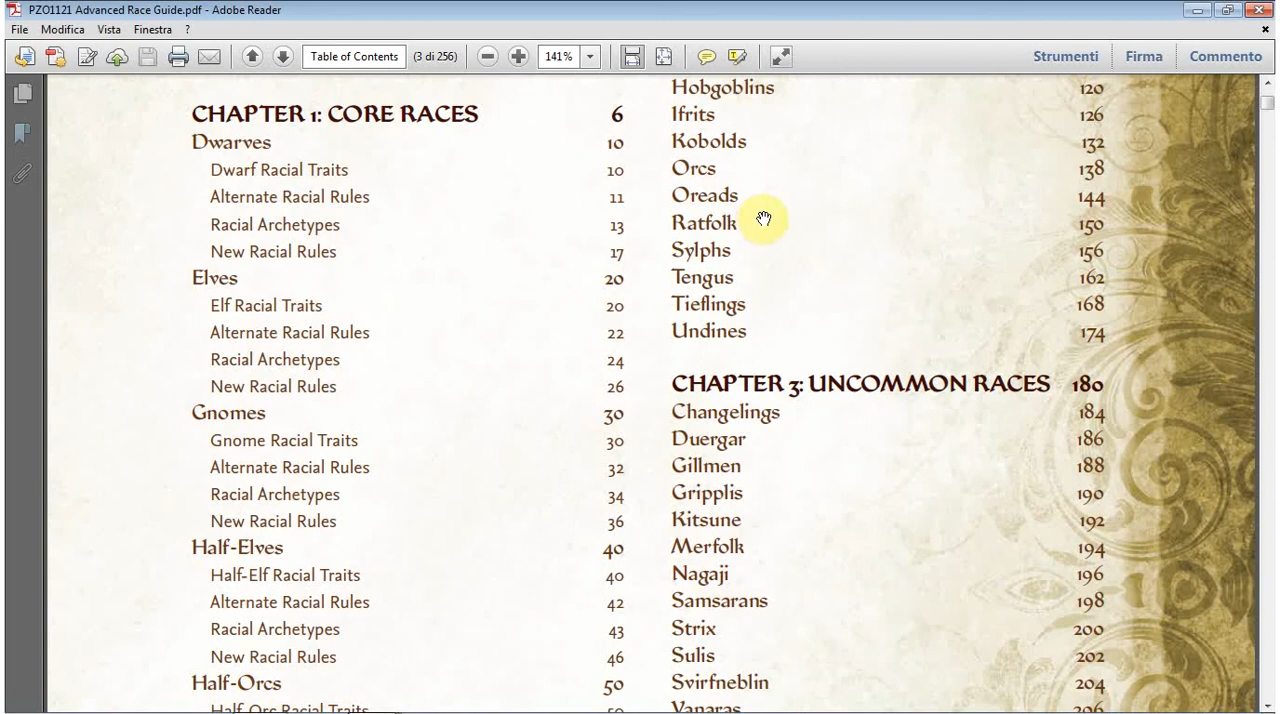 PZO1121 Advanced Race Guide.pdf - Adobe Reader
File Modifica Vista Finestra ?
Table of Contents (3 di 256) 141% Strumenti Firma Commento
CHAPTER 1: CORE RACES 6
Dwarves 10
Dwarf Racial Traits 10
Alternate Racial Rules 11
Racial Archetypes 13
New Racial Rules 17
Elves 20
Elf Racial Traits 20
Alternate Racial Rules 22
Racial Archetypes 24
New Racial Rules 26
Gnomes 30
Gnome Racial Traits 30
Alternate Racial Rules 32
Racial Archetypes 34
New Racial Rules 36
Half-Elves 40
Half-Elf Racial Traits 40
Alternate Racial Rules 42
Racial Archetypes 43
New Racial Rules 46
Half-Orcs 50
Half-Orc Racial Traits 50
Hobgoblins 120
Ifrits 126
Kobolds 132
Orcs 138
Oreads 144
Ratfolk 150
Sylphs 156
Tengus 162
Tieflings 168
Undines 174
CHAPTER 3: UNCOMMON RACES 180
Changelings 184
Duergar 186
Gillmen 188
Gripplis 190
Kitsune 192
Merfolk 194
Nagaji 196
Samsarans 198
Strix 200
Sulis 202
Svirfneblin 204
Vanaras 206